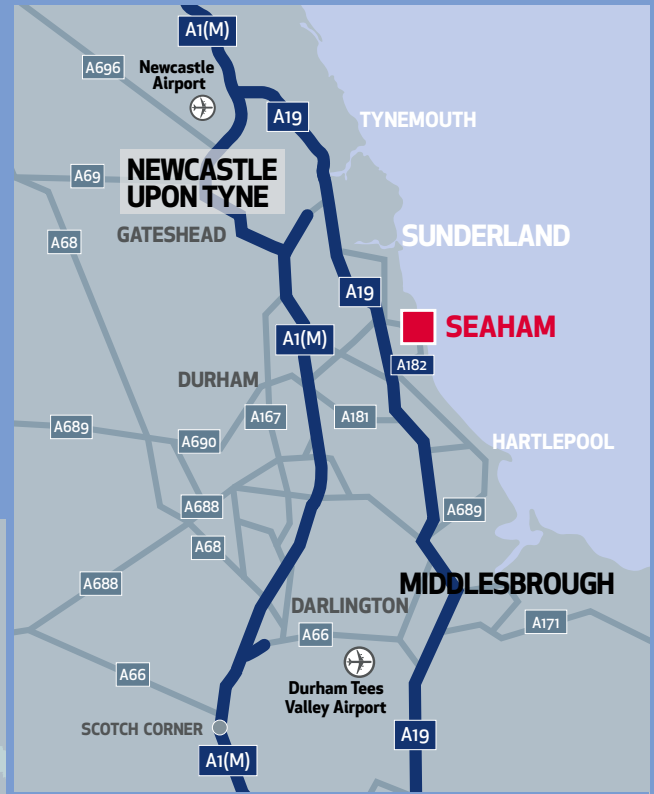 A1(M)
A696
Newcastle
Airport
A19
TYNEMOUTH
NEWCASTLE
UPON TYNE
A69
A68
GATESHEAD
SUNDERLAND
A19
SEAHAM
A1(M)
A182
DURHAM
A167
A181
A689
A690
HARTLEPOOL
A688
A689
A68
A688
MIDDLESBROUGH
DARLINGTON
A171
A66
A66
Durham Tees
Valley Airport
SCOTCH CORNER
A19
A1(M)